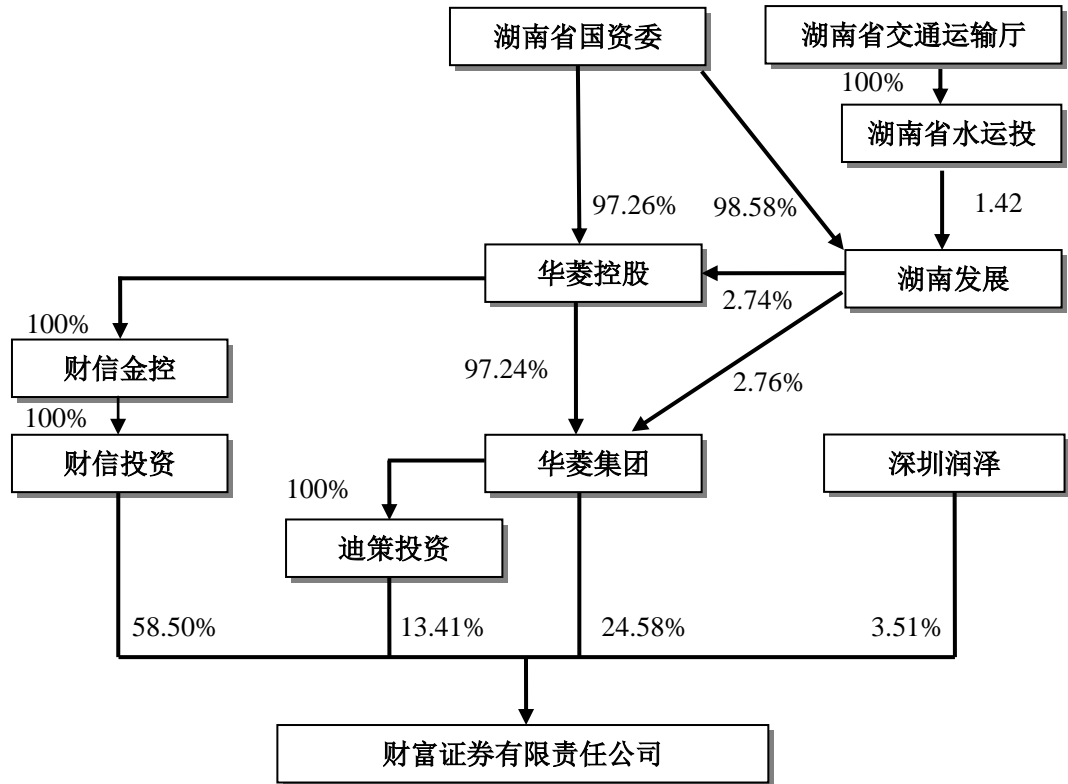 湖南省国资委
湖南省交通运输厅
100%
湖南省水运投
97.26%
98.58%
1.42
华菱控股
湖南发展
2.74%
100%
财信金控
97.24%
2.76%
100%
财信投资
华菱集团
深圳润泽
100%
迪策投资
58.50%
13.41%
24.58%
3.51%
财富证券有限责任公司